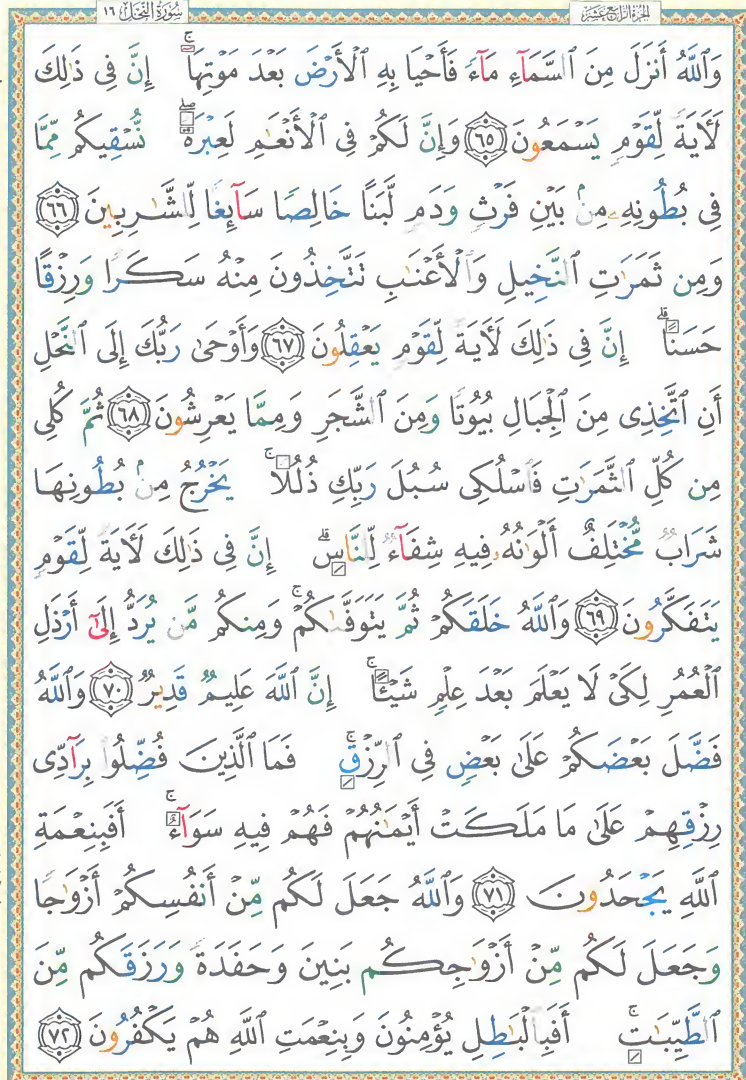 الجزء الرابع عشر سورة النحل ١٦
وَٱللَّهُ أَنزَلَ مِنَ ٱلسَّمَآءِ مَآءً فَأَحْيَا بِهِ ٱلْأَرْضَ بَعْدَ مَوْتِهَآ ۚ إِنَّ فِى ذَٰلِكَ
لَـَٔايَةً لِّقَوْمٍ يَسْمَعُونَ ﴿٦٥﴾ وَإِنَّ لَكُمْ فِى ٱلْأَنْعَٰمِ لَعِبْرَةً ۖ نُّسْقِيكُم مِّمَّا
فِى بُطُونِهِۦ مِنۢ بَيْنِ فَرْثٍ وَدَمٍ لَّبَنًا خَالِصًا سَآئِغًا لِّلشَّٰرِبِينَ ﴿٦٦﴾
وَمِن ثَمَرَٰتِ ٱلنَّخِيلِ وَٱلْأَعْنَٰبِ تَتَّخِذُونَ مِنْهُ سَكَرًا وَرِزْقًا
حَسَنًا ۗ إِنَّ فِى ذَٰلِكَ لَـَٔايَةً لِّقَوْمٍ يَعْقِلُونَ ﴿٦٧﴾ وَأَوْحَىٰ رَبُّكَ إِلَى ٱلنَّحْلِ
أَنِ ٱتَّخِذِى مِنَ ٱلْجِبَالِ بُيُوتًا وَمِنَ ٱلشَّجَرِ وَمِمَّا يَعْرِشُونَ ﴿٦٨﴾ ثُمَّ كُلِى
مِن كُلِّ ٱلثَّمَرَٰتِ فَٱسْلُكِى سُبُلَ رَبِّكِ ذُلُلًا ۚ يَخْرُجُ مِنۢ بُطُونِهَا
شَرَابٌ مُّخْتَلِفٌ أَلْوَٰنُهُۥ فِيهِ شِفَآءٌ لِّلنَّاسِ ۗ إِنَّ فِى ذَٰلِكَ لَـَٔايَةً لِّقَوْمٍ
يَتَفَكَّرُونَ ﴿٦٩﴾ وَٱللَّهُ خَلَقَكُمْ ثُمَّ يَتَوَفَّىٰكُمْ ۚ وَمِنكُم مَّن يُرَدُّ إِلَىٰٓ أَرْذَلِ
ٱلْعُمُرِ لِكَىْ لَا يَعْلَمَ بَعْدَ عِلْمٍ شَيْـًٔا ۚ إِنَّ ٱللَّهَ عَلِيمٌ قَدِيرٌ ﴿٧٠﴾ وَٱللَّهُ
فَضَّلَ بَعْضَكُمْ عَلَىٰ بَعْضٍ فِى ٱلرِّزْقِ ۚ فَمَا ٱلَّذِينَ فُضِّلُوا۟ بِرَآدِّى
رِزْقِهِمْ عَلَىٰ مَا مَلَكَتْ أَيْمَٰنُهُمْ فَهُمْ فِيهِ سَوَآءٌ ۚ أَفَبِنِعْمَةِ
ٱللَّهِ يَجْحَدُونَ ﴿٧١﴾ وَٱللَّهُ جَعَلَ لَكُم مِّنْ أَنفُسِكُمْ أَزْوَٰجًا
وَجَعَلَ لَكُم مِّنْ أَزْوَٰجِكُم بَنِينَ وَحَفَدَةً وَرَزَقَكُم مِّنَ
ٱلطَّيِّبَٰتِ ۚ أَفَبِٱلْبَٰطِلِ يُؤْمِنُونَ وَبِنِعْمَتِ ٱللَّهِ هُمْ يَكْفُرُونَ ﴿٧٢﴾